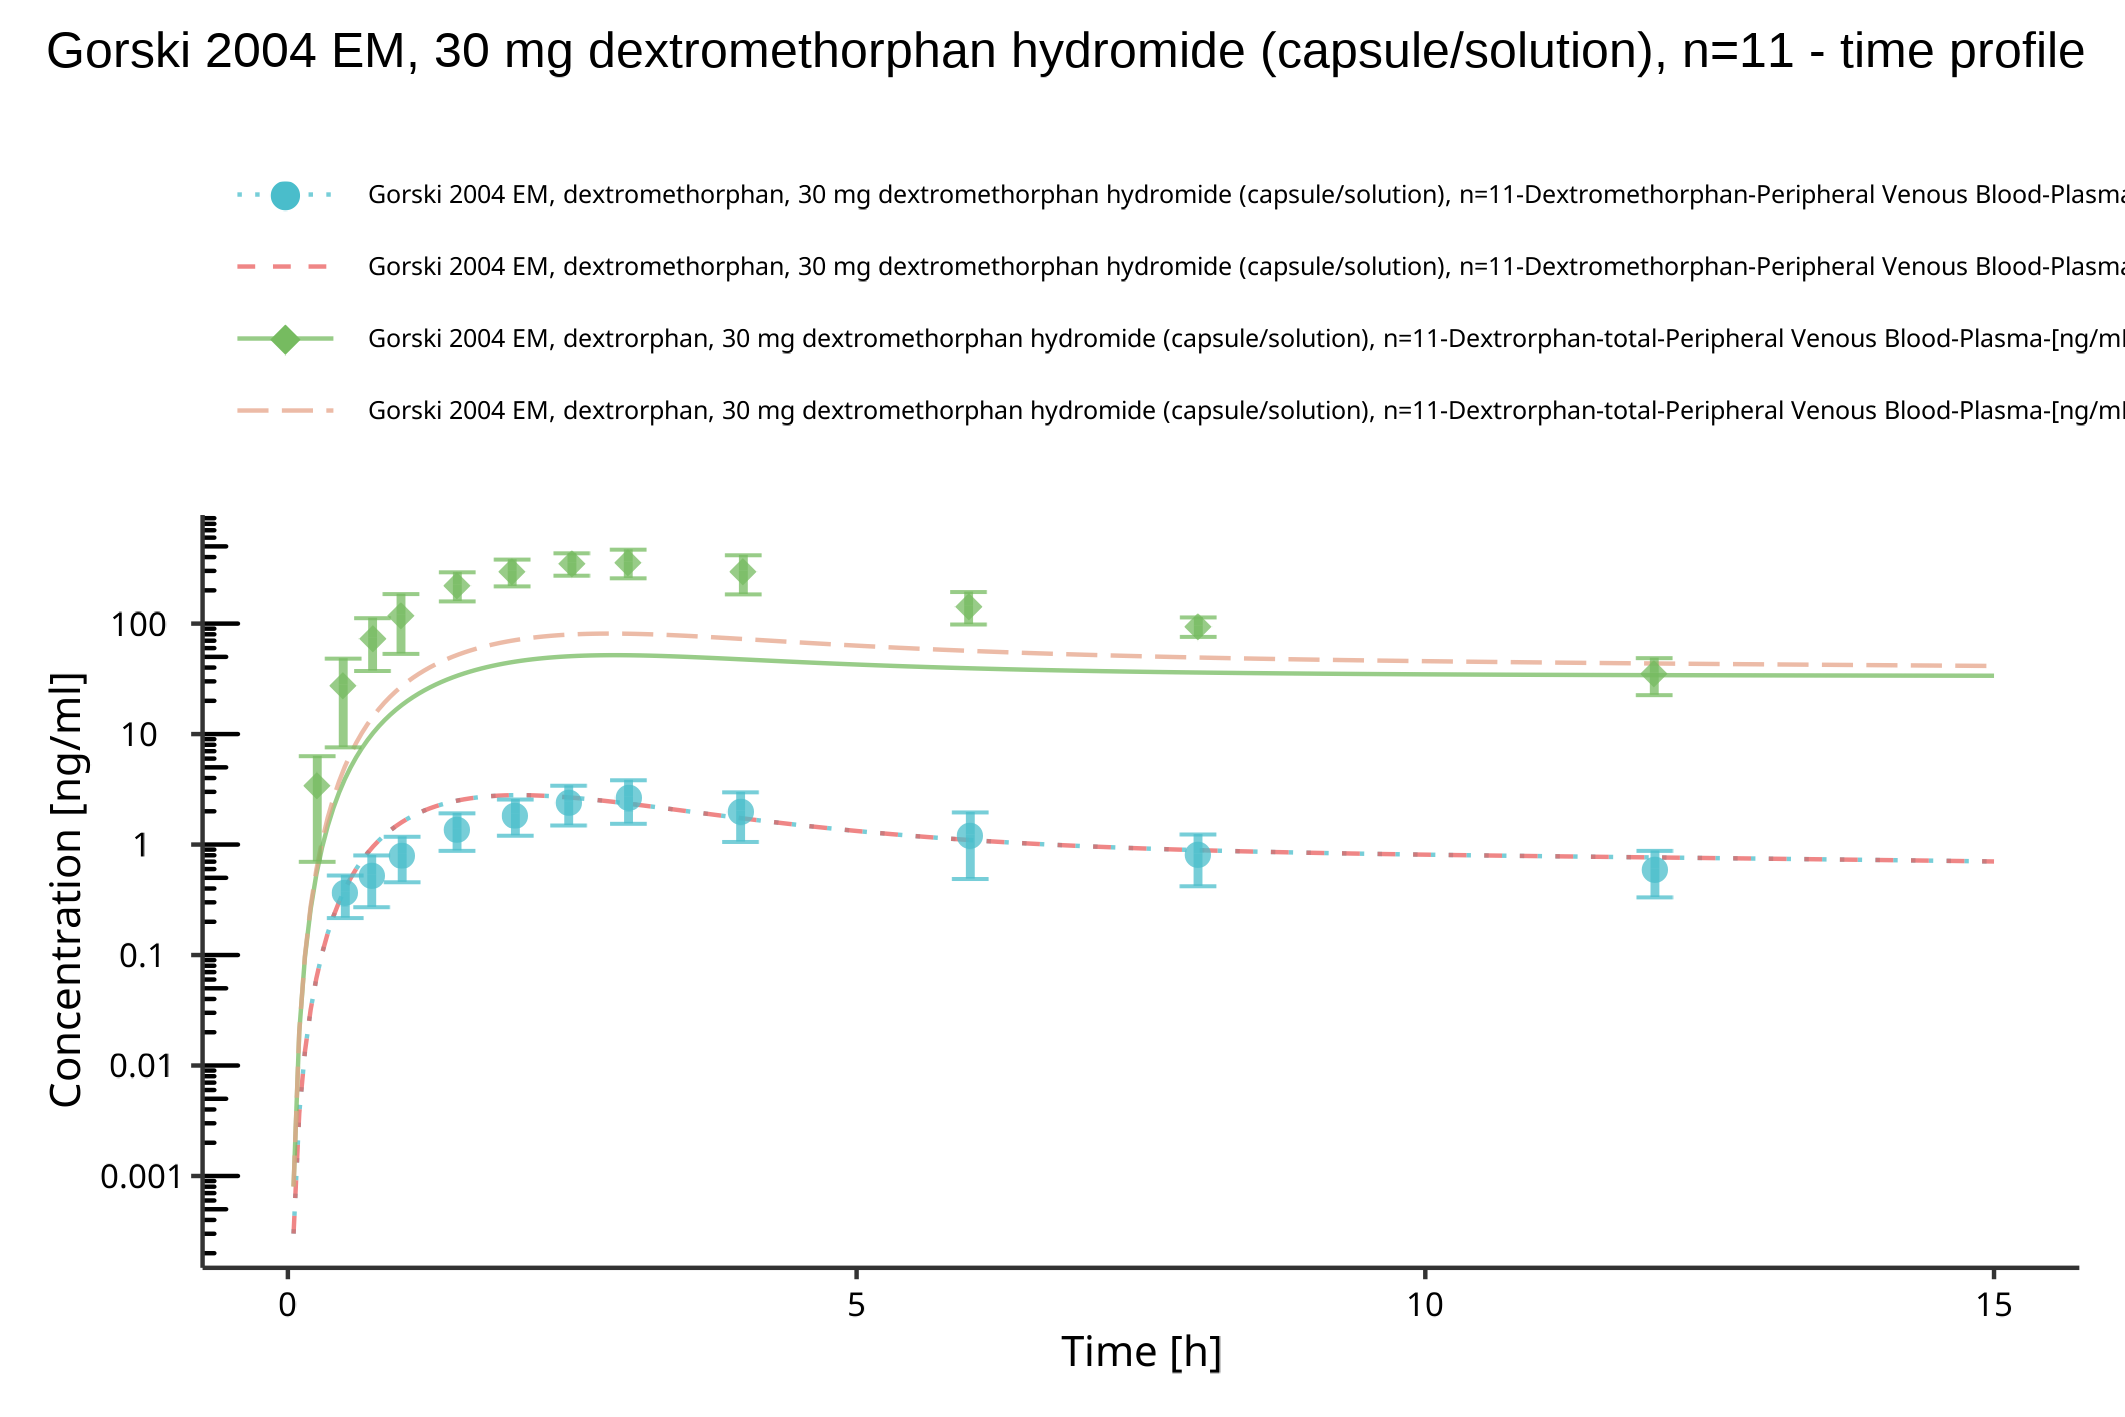 Gorski 2004 EM, 30 mg dextromethorphan hydromide (capsule/solution), n=11 - time profile
Gorski 2004 EM, dextromethorphan, 30 mg dextromethorphan hydromide (capsule/solution), n=11-Dextromethorphan-Peripheral Venous Blood-Plasma
Gorski 2004 EM, dextromethorphan, 30 mg dextromethorphan hydromide (capsule/solution), n=11-Dextromethorphan-Peripheral Venous Blood-Plasma
Gorski 2004 EM, dextrorphan, 30 mg dextromethorphan hydromide (capsule/solution), n=11-Dextrorphan-total-Peripheral Venous Blood-Plasma-[ng/ml
Gorski 2004 EM, dextrorphan, 30 mg dextromethorphan hydromide (capsule/solution), n=11-Dextrorphan-total-Peripheral Venous Blood-Plasma-[ng/ml
Concentration [ng/ml]
100
10
1
0.1
0.01
0.001
0
5
10
15
Time [h]